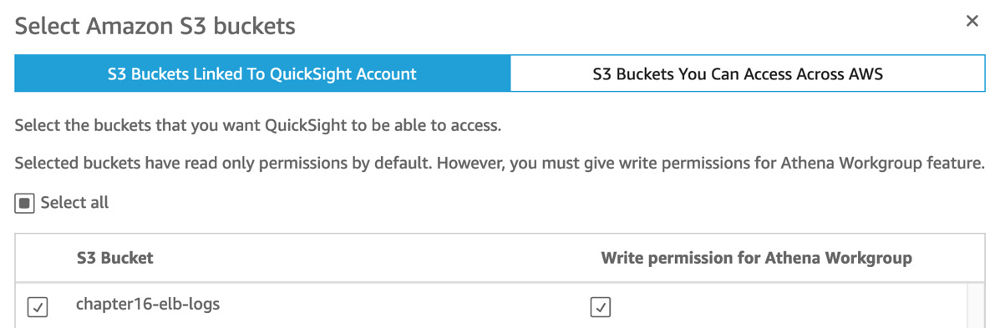 Select Amazon S3 buckets
S3 Buckets Linked To QuickSight Account
S3 Buckets You Can Access Across AWS
Select the buckets that you want QuickSight to be able to access.
Selected buckets have read only permissions by default. However, you must give write permissions for Athena Workgroup feature.
Select all
S3 Bucket
Write permission for Athena Workgroup
chapter16-elb-logs